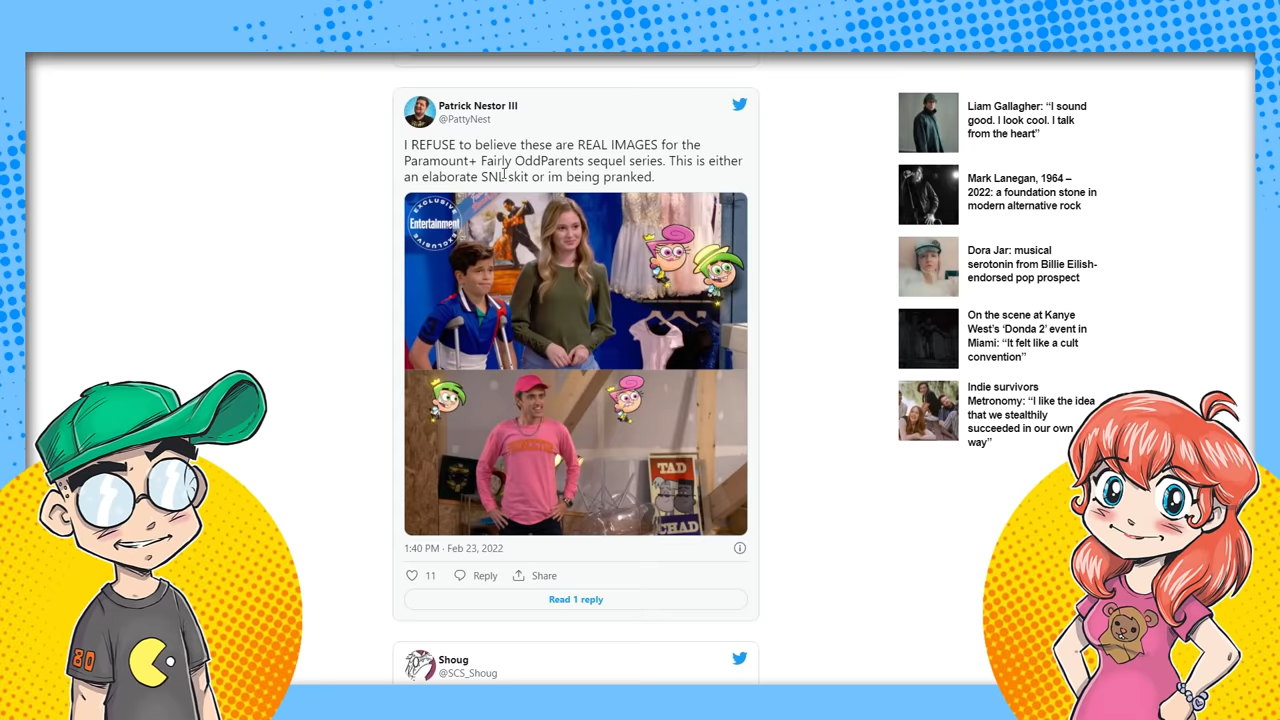 Patrick Nestor III
@PattyNest
I REFUSE to believe these are REAL IMAGES for the
Paramount+ Fairly OddParents sequel series. This is either
an elaborate SNL skit or im being pranked.
EXCLUSIVE
Entertainment
EXCLUSIVE
TAD
CHAD
1:40 PM · Feb 23, 2022
11
Reply
Share
Read 1 reply
Shoug
@SCS_Shoug
Liam Gallagher: “I sound
good. I look cool. I talk
from the heart”
Mark Lanegan, 1964 –
2022: a foundation stone in
modern alternative rock
Dora Jar: musical
serotonin from Billie Eilish-
endorsed pop prospect
On the scene at Kanye
West’s ‘Donda 2’ event in
Miami: “It felt like a cult
convention”
Indie survivors
Metronomy: “I like the idea
that we stealthily
succeeded in our own
way”
80